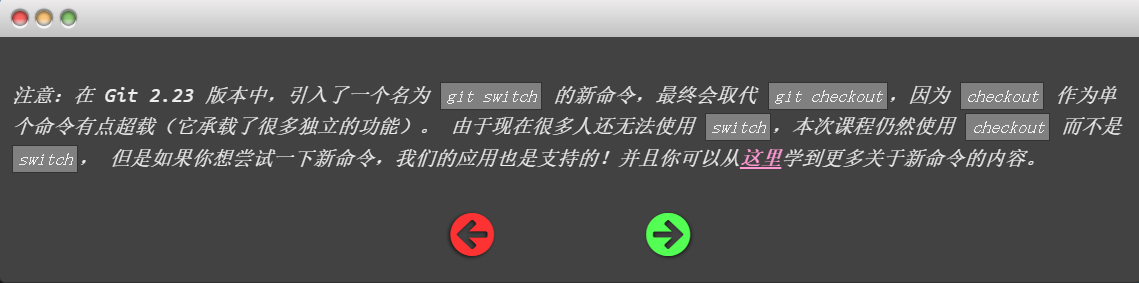 注意：在 Git 2.23 版本中，引入了一个名为 git switch 的新命令，最终会取代 git checkout，因为 checkout 作为单
个命令有点超载（它承载了很多独立的功能）。 由于现在很多人还无法使用 switch，本次课程仍然使用 checkout 而不是
switch， 但是如果你想尝试一下新命令，我们的应用也是支持的！并且你可以从这里学到更多关于新命令的内容。